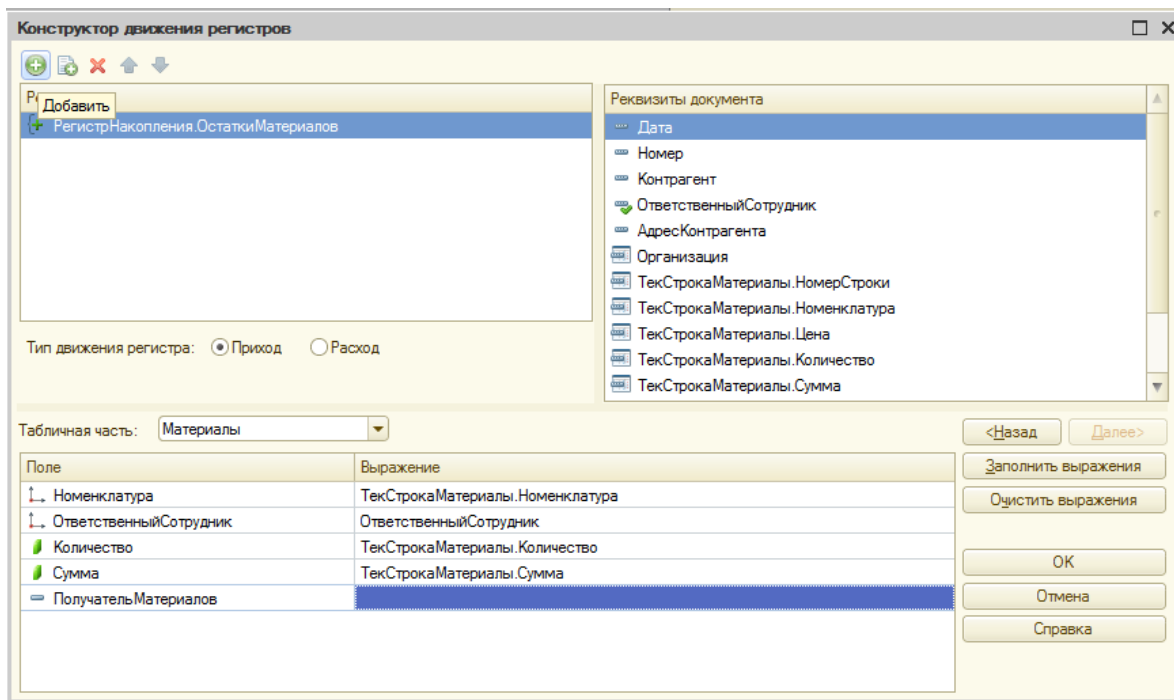 Конструктор движения регистров
Добавить
РегистрНакопления.ОстаткиМатериалов
Тип движения регистра: Приход Расход
Реквизиты документа
Дата
Номер
Контрагент
ОтветственныйСотрудник
АдресКонтрагента
Организация
ТекСтрокаМатериалы.НомерСтроки
ТекСтрокаМатериалы.Номенклатура
ТекСтрокаМатериалы.Цена
ТекСтрокаМатериалы.Количество
ТекСтрокаМатериалы.Сумма
Табличная часть: Материалы
<Назад Далее>
Поле Выражение
Номенклатура ТекСтрокаМатериалы.Номенклатура
ОтветственныйСотрудник ОтветственныйСотрудник
Количество ТекСтрокаМатериалы.Количество
Сумма ТекСтрокаМатериалы.Сумма
ПолучательМатериалов
Заполнить выражения
Очистить выражения
ОК
Отмена
Справка